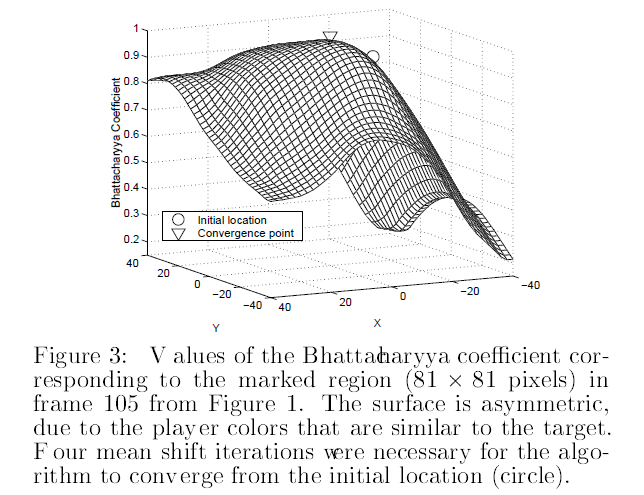 1
0.9
0.8
0.7
0.6
0.5
0.4
0.3
0.2
Bhattacharyya Coefficient
Initial location
Convergence point
40
20
0
−20
−40
Y
40
20
0
−20
−40
X
Figure 3: V alues of the Bhattacharyya coefficient cor-
responding to the marked region (81 × 81 pixels) in
frame 105 from Figure 1. The surface is asymmetric,
due to the player colors that are similar to the target.
F our mean shift iterations were necessary for the algo-
rithm to converge from the initial location (circle).